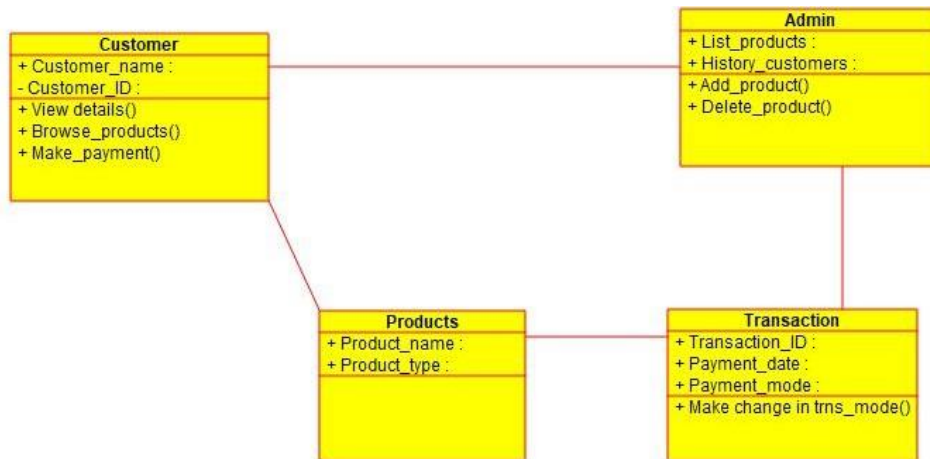 Customer
+ Customer_name :
- Customer_ID :
+ View details()
+ Browse_products()
+ Make_payment()
Admin
+ List_products :
+ History_customers :
+ Add_product()
+ Delete_product()
Products
+ Product_name :
+ Product_type :
Transaction
+ Transaction_ID :
+ Payment_date :
+ Payment_mode :
+ Make change in trns_mode()